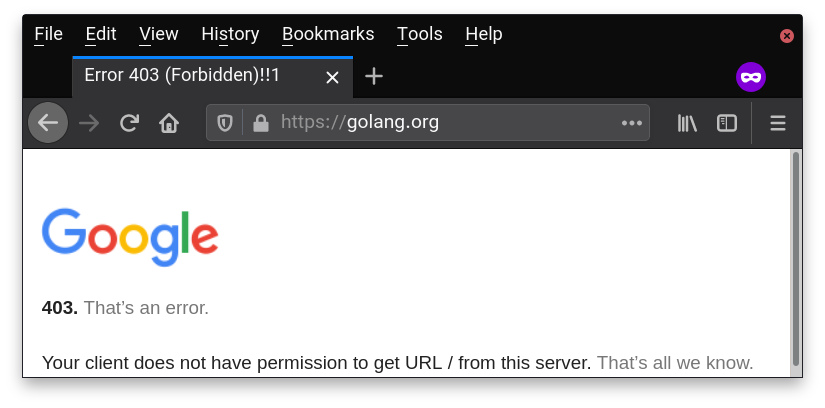 File Edit View History Bookmarks Tools Help
Error 403 (Forbidden)!!1
https://golang.org
Google
403. That’s an error.
Your client does not have permission to get URL / from this server. That’s all we know.